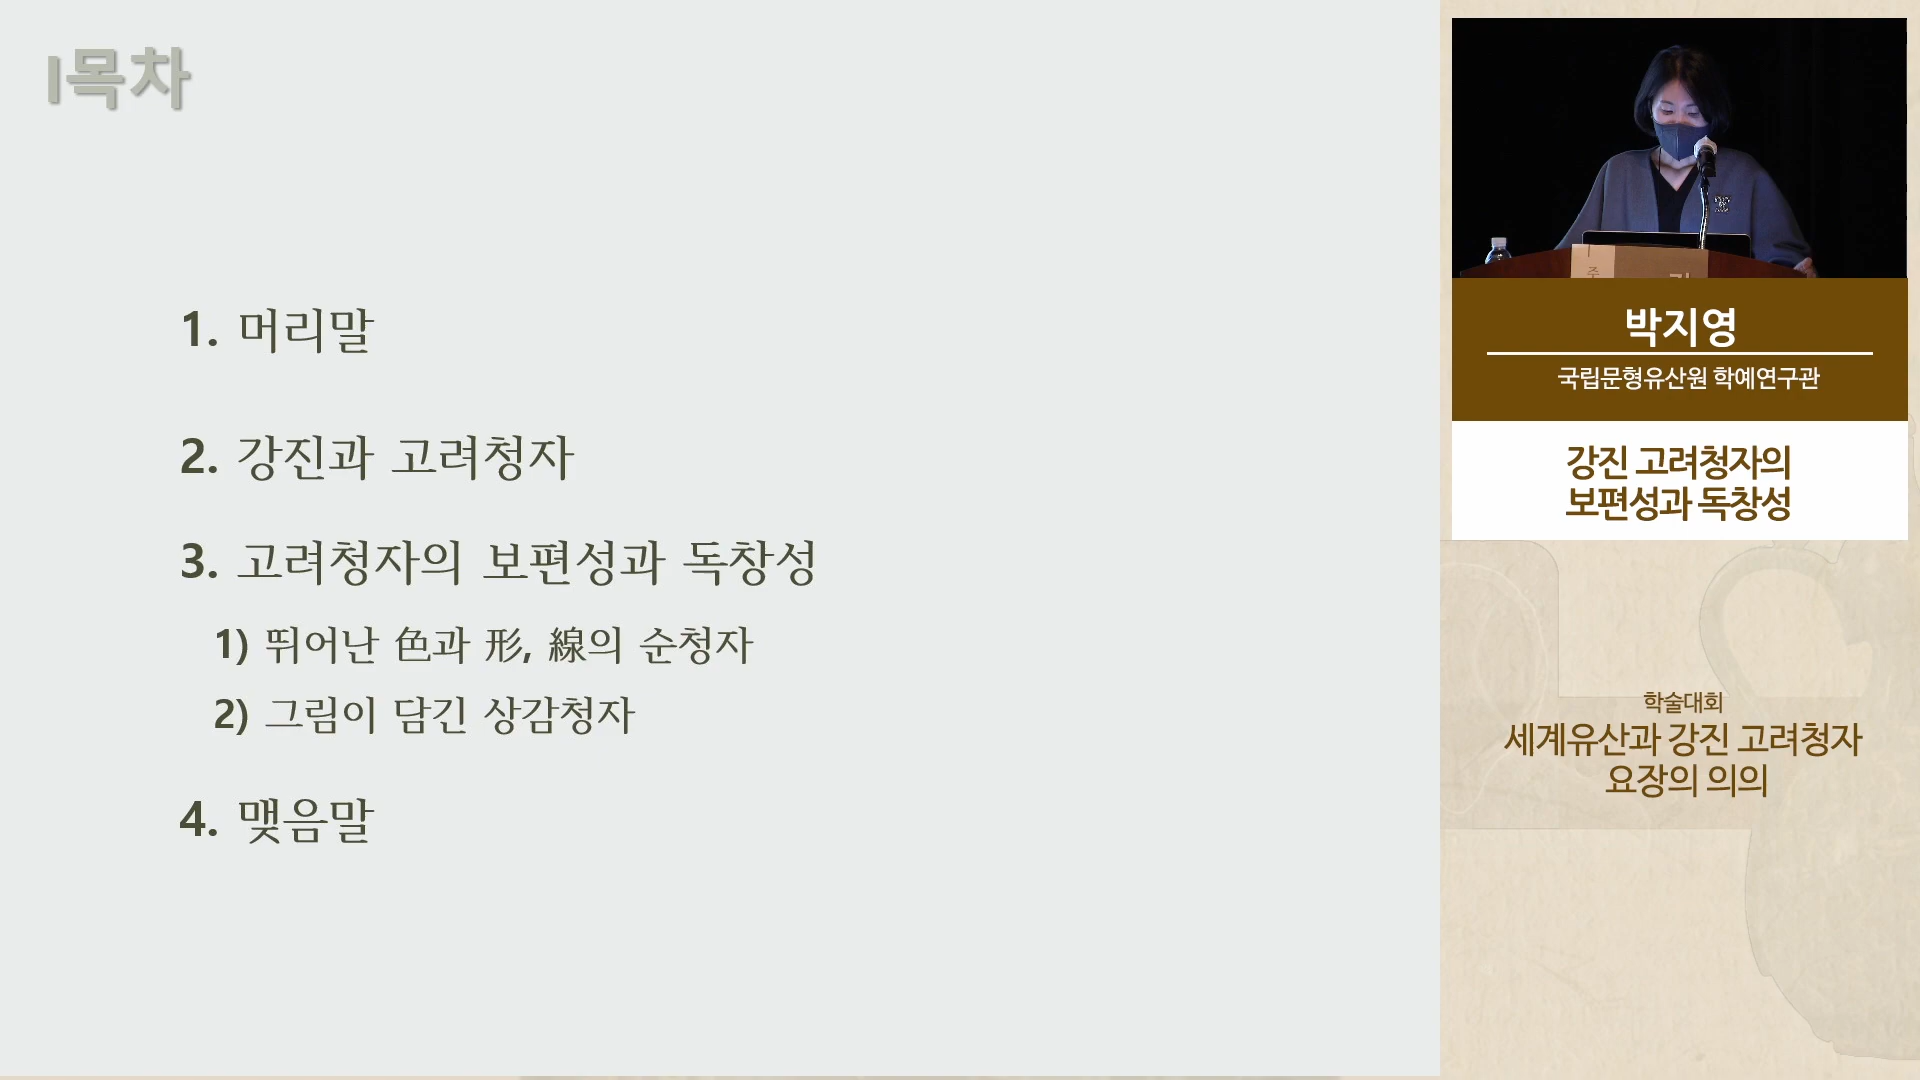 I목차
1. 머리말
2. 강진과 고려청자
3. 고려청자의 보편성과 독창성
1) 뛰어난 色과 形, 線의 순청자
2) 그림이 담긴 상감청자
4. 맺음말
주
박지영
국립문형유산원 학예연구관
강진 고려청자의
보편성과 독창성
학술대회
세계유산과 강진 고려청자
요장의 의의